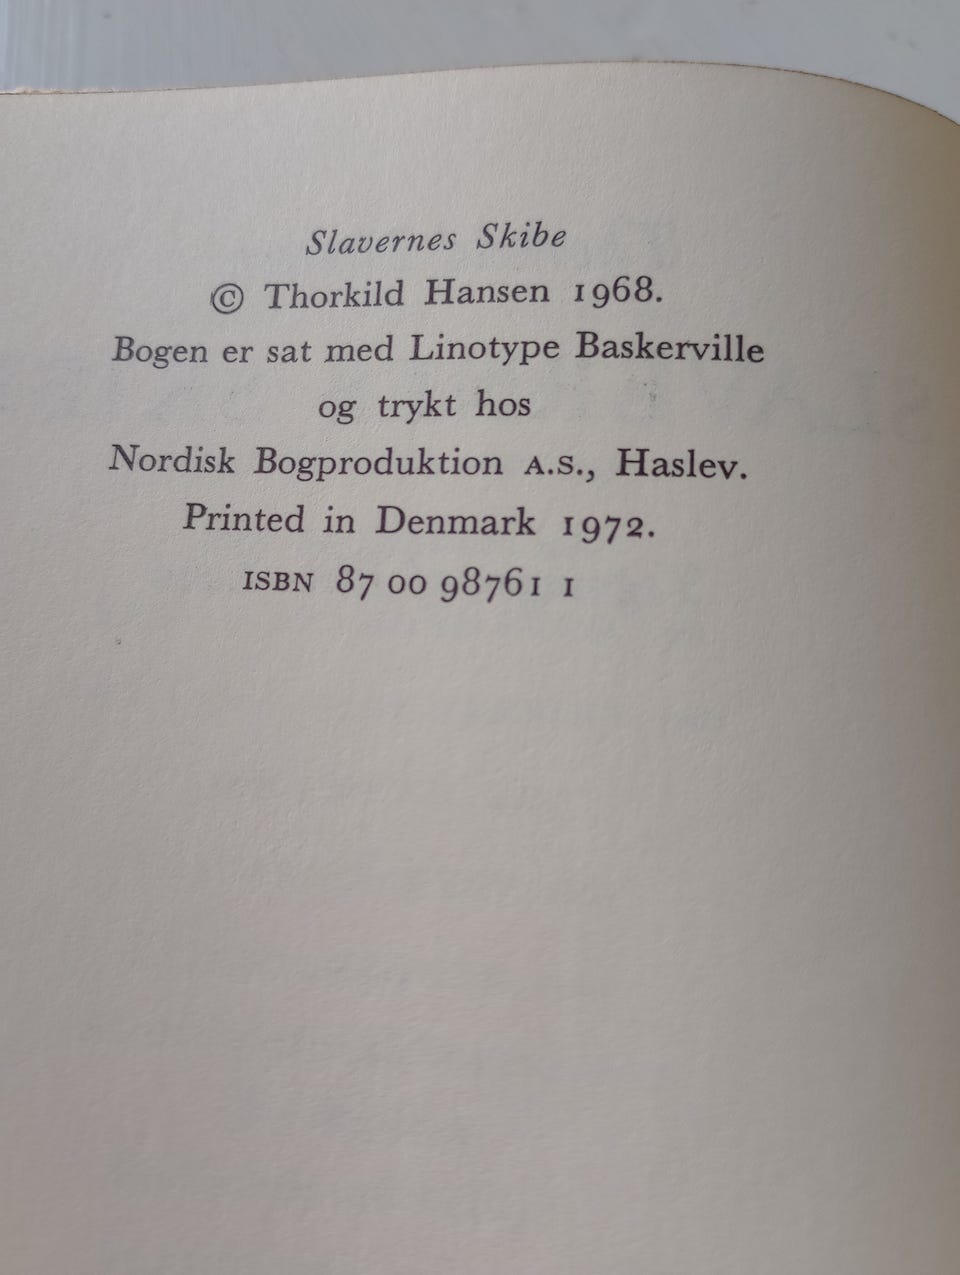 Slavernes Skibe
© Thorkild Hansen 1968.
Bogen er sat med Linotype Baskerville
og trykt hos
Nordisk Bogproduktion A.S., Haslev.
Printed in Denmark 1972.
ISBN 87 00 98761 1